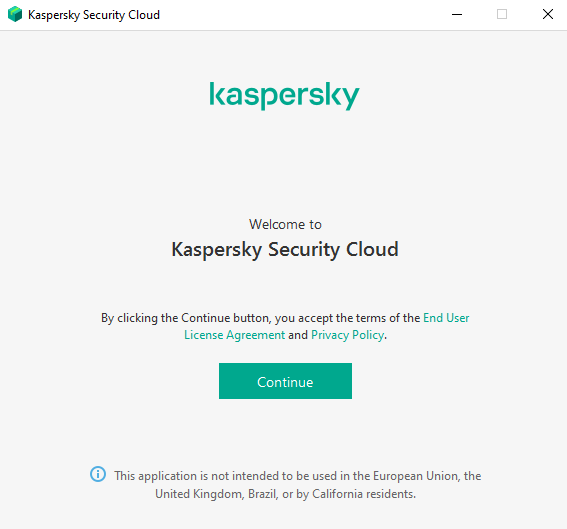 Kaspersky Security Cloud
kaspersky
Welcome to
Kaspersky Security Cloud
By clicking the Continue button, you accept the terms of the End User
License Agreement and Privacy Policy.
Continue
This application is not intended to be used in the European Union, the
United Kingdom, Brazil, or by California residents.